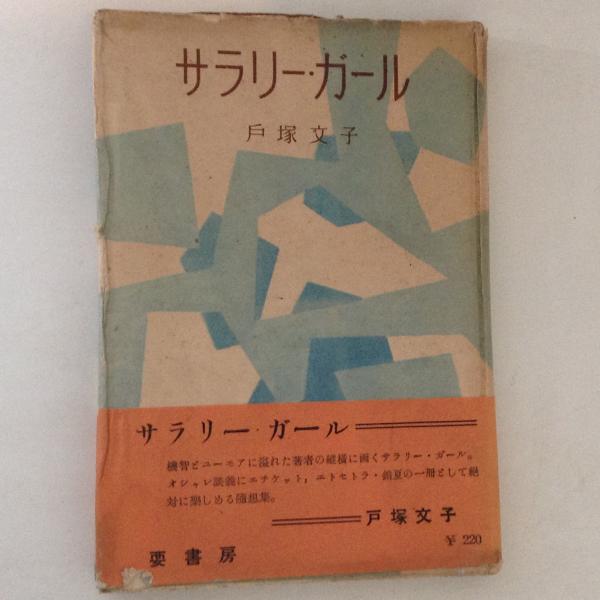 サラリー・ガール
戸塚文子
サラリー・ガール
機智とユーモアに溢れた著者の縦横に画くサラリー・ガール。
オシャレ談義にエチケット，エトセトラ・銷夏の一冊として絶
対に楽しめる随想集。
戸塚文子
¥ 220
要書房